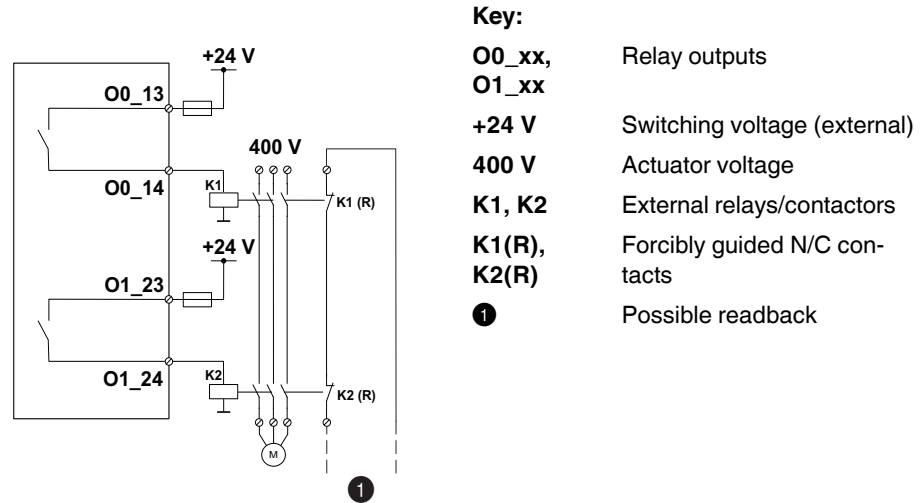 +24 V
O0_13
400 V
O0_14
K1
K1 (R)
+24 V
O1_23
O1_24
K2
K2 (R)
M
1
Key:
O0_xx, Relay outputs
O1_xx
+24 V Switching voltage (external)
400 V Actuator voltage
K1, K2 External relays/contactors
K1(R), Forcibly guided N/C con-
K2(R) tacts
1 Possible readback